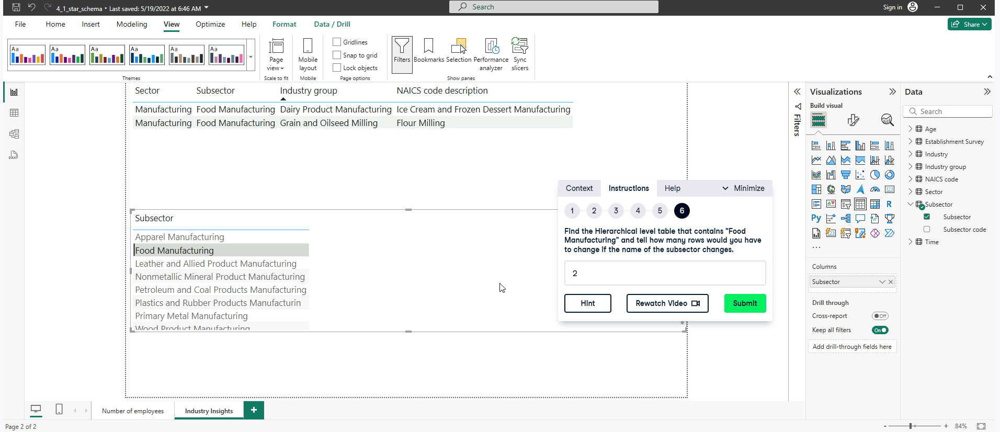 4_1_star_schema • Last saved: 5/19/2022 at 6:46 AM
Search
Sign in
File Home Insert Modeling View Optimize Help Format Data / Drill
Share
Aa Aa Aa Aa Aa Aa
Page view
Mobile layout
Gridlines
Snap to grid
Lock objects
Filters Bookmarks Selection Performance analyzer Sync slicers
Themes Scale to fit Mobile Page options Show panes
Sector Subsector Industry group NAICS code description
Manufacturing Food Manufacturing Dairy Product Manufacturing Ice Cream and Frozen Dessert Manufacturing
Manufacturing Food Manufacturing Grain and Oilseed Milling Flour Milling
Subsector
Apparel Manufacturing
Food Manufacturing
Leather and Allied Product Manufacturing
Nonmetallic Mineral Product Manufacturing
Petroleum and Coal Products Manufacturing
Plastics and Rubber Products Manufacturin
Primary Metal Manufacturing
Wood Product Manufacturing
Context Instructions Help Minimize
1 2 3 4 5 6
Find the Hierarchical level table that contains "Food
Manufacturing" and tell how many rows would you have
to change if the name of the subsector changes.
2
Hint Rewatch Video Submit
Filters
Visualizations
Build visual
123
R
Py
123
...
Columns
Subsector
Drill through
Cross-report Off
Keep all filters On
Add drill-through fields here
Data
Search
Age
Establishment Survey
Industry
Industry group
NAICS code
Sector
Subsector
Subsector
Subsector code
Time
DAX
Number of employees Industry Insights +
Page 2 of 2
- + 84%